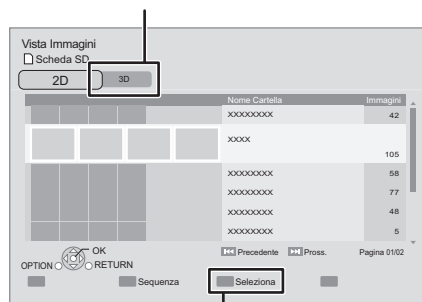 Vista Immagini
Scheda SD
2D 3D
Nome Cartella Immagini
XXXXXXXX 42
XXXX 105
XXXXXXXX 58
XXXXXXXX 77
XXXXXXXX 48
XXXXXXXX 5
OK Precedente Pross. Pagina 01/02
OPTION RETURN
Sequenza Seleziona